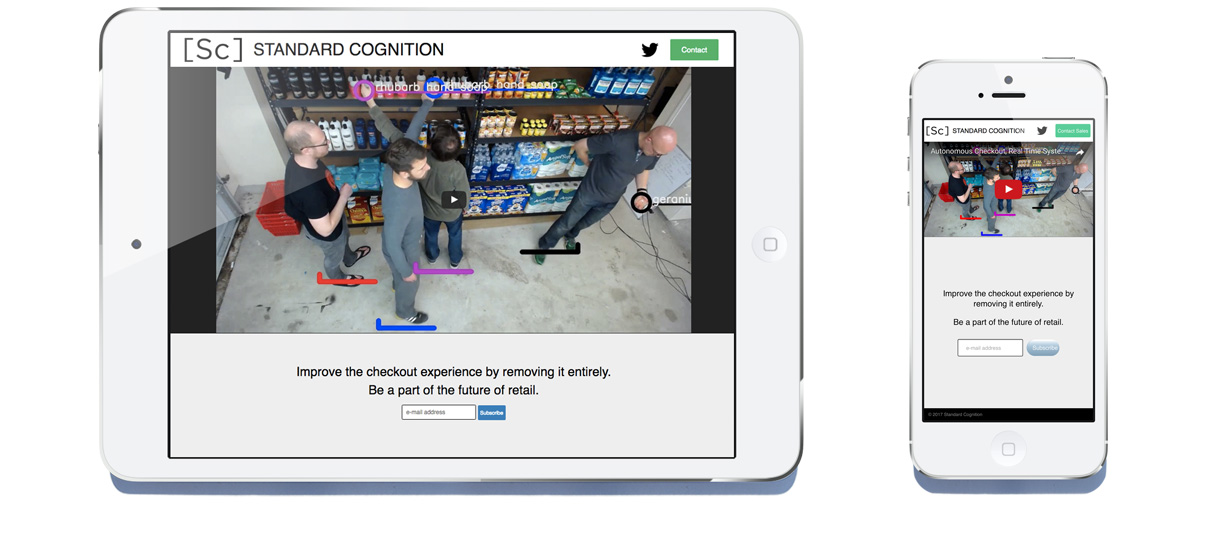 [Sc] STANDARD COGNITION
Contact
rhubarb hand soap
rhubarb hand soap
geraniu
Improve the checkout experience by removing it entirely.
Be a part of the future of retail.
e-mail address
Subscribe
[Sc] STANDARD COGNITION
Contact Sales
Autonomous Checkout, Real Time Syste...
Improve the checkout experience by
removing it entirely.
Be a part of the future of retail.
e-mail address
Subscribe
© 2017 Standard Cognition